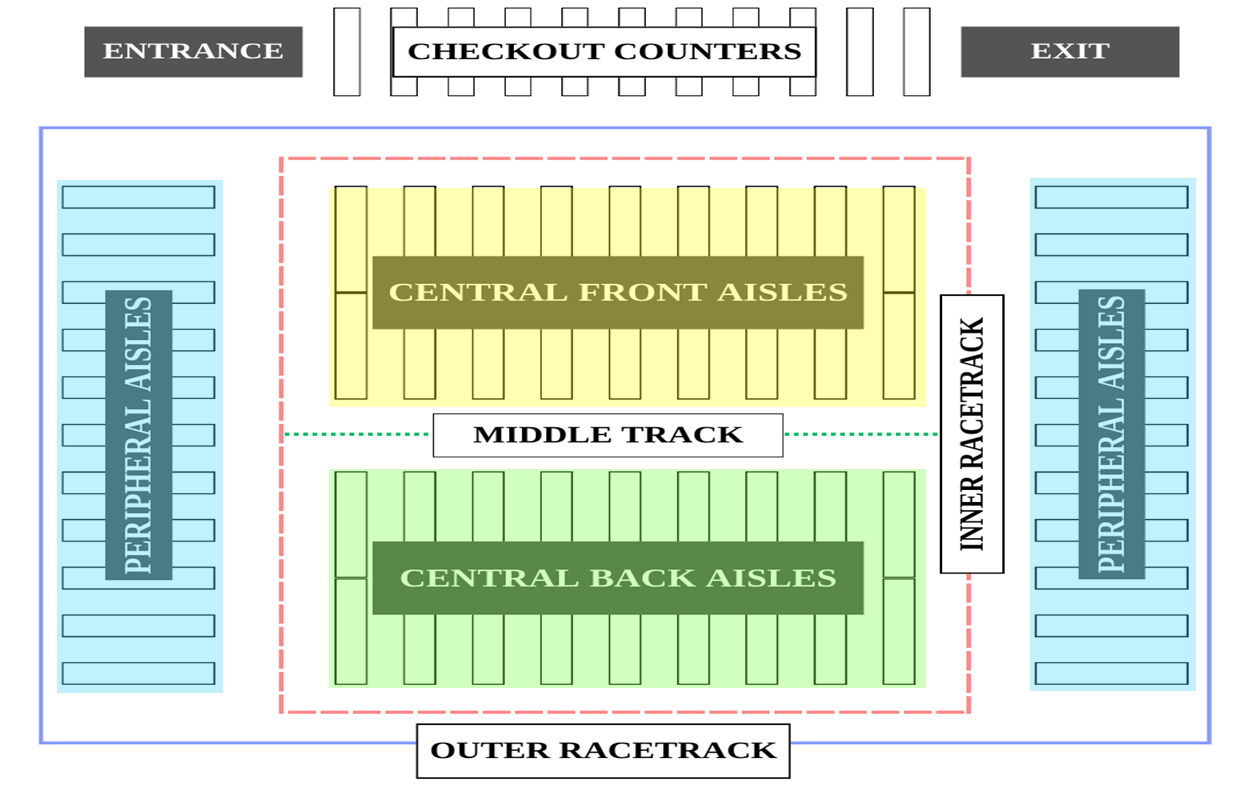 ENTRANCE
CHECKOUT COUNTERS
EXIT
PERIPHERAL AISLES
CENTRAL FRONT AISLES
MIDDLE TRACK
CENTRAL BACK AISLES
INNER RACETRACK
PERIPHERAL AISLES
OUTER RACETRACK